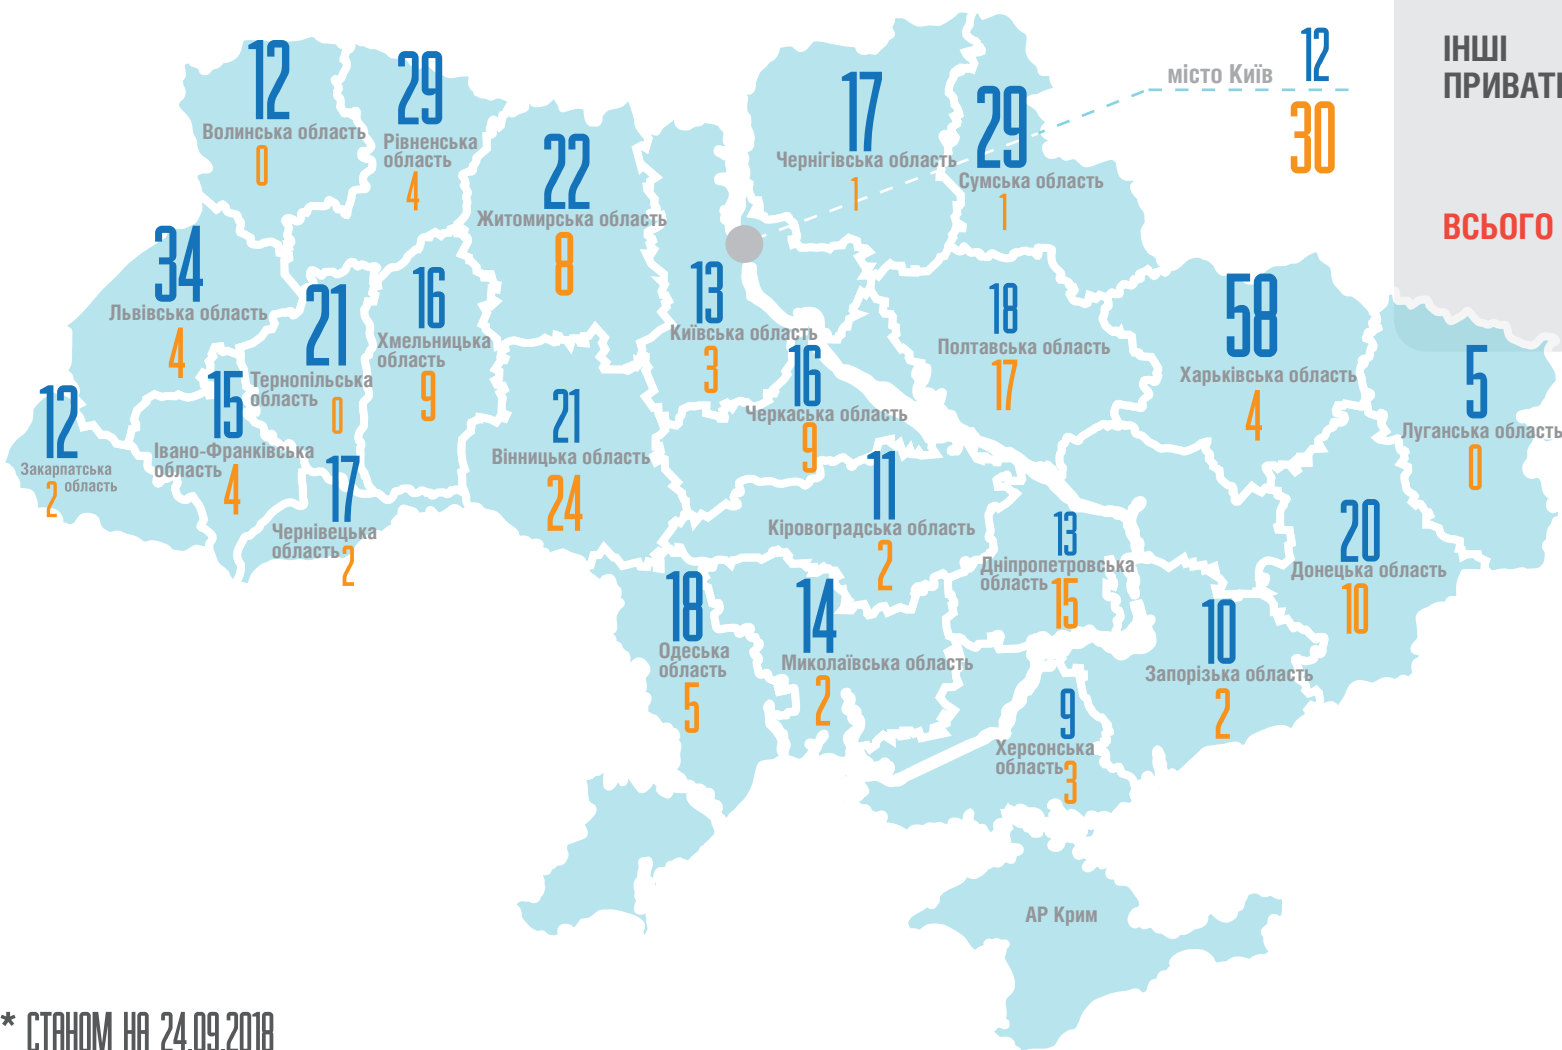 12
Волинська область
0
29
Рівненська
область
4
22
Житомирська область
8
17
Чернігівська область
1
29
Сумська область
1
місто Київ
12
30
ІНШІ
ПРИВАТ
ВСЬОГО
34
Львівська область
4
21
Тернопільська
область
0
16
Хмельницька
область
9
13
Київська область
3
18
Полтавська область
17
58
Харьківська область
4
5
Луганська область
0
12
Закарпатська
область
2
15
Івано-Франківська
область
4
17
Чернівецька
область
2
21
Вінницька область
24
16
Черкаська область
9
11
Кіровоградська область
2
13
Дніпропетровська
область
15
20
Донецька область
10
18
Одеська
область
5
14
Миколаївська область
2
10
Запорізька область
2
9
Херсонська
область
3
АР Крим
* СТАНОМ НА 24.09.2018